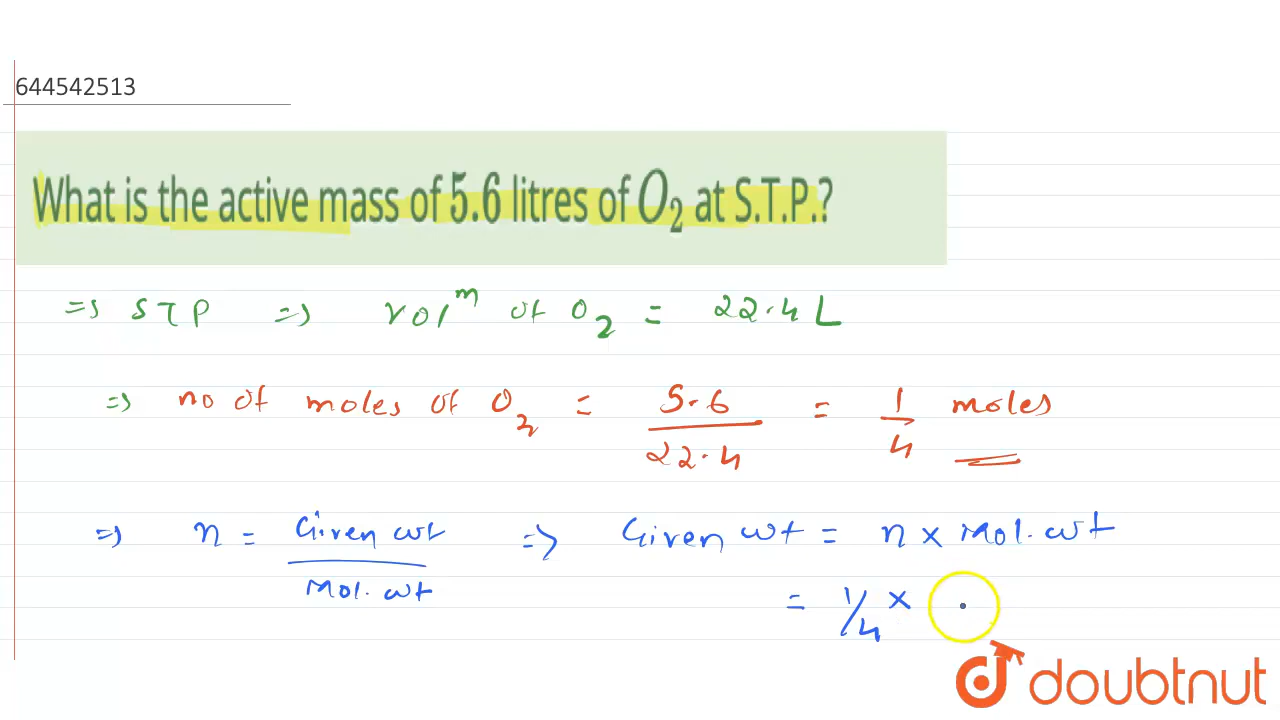 644542513
What is the active mass of 5.6 litres of O₂ at S.T.P.?
⇒ STP ⇒ volᵐ of O₂ = 22.4 L
⇒ no of moles of O₂ = 5.6/22.4 = 1/4 moles
⇒ n = Given wt/Mol. wt ⇒ Given wt = n × Mol. wt
= 1/4 ×
doubtnut